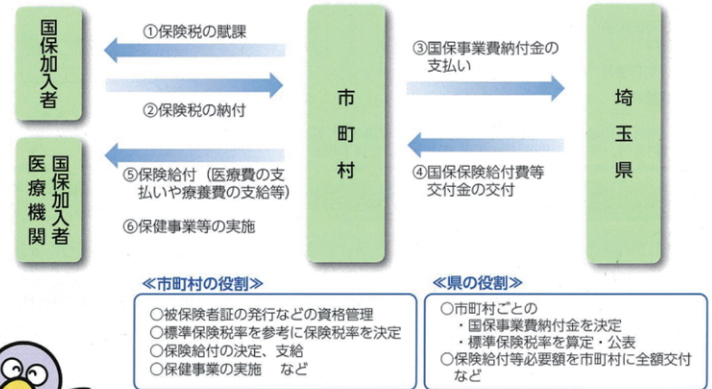 国保加入者
①保険税の賦課
②保険税の納付
市町村
③国保事業費納付金の
支払い
埼玉県
国保加入者
医療機関
⑤保険給付（医療費の支
払いや療養費の支給等）
⑥保健事業等の実施
④国保保険給付費等
交付金の交付
≪市町村の役割≫
○被保険者証の発行などの資格管理
○標準保険税率を参考に保険税率を決定
○保険給付の決定、支給
○保健事業の実施　など
≪県の役割≫
○市町村ごとの
・国保事業費納付金を決定
・標準保険税率を算定・公表
○保険給付等必要額を市町村に全額交付
など